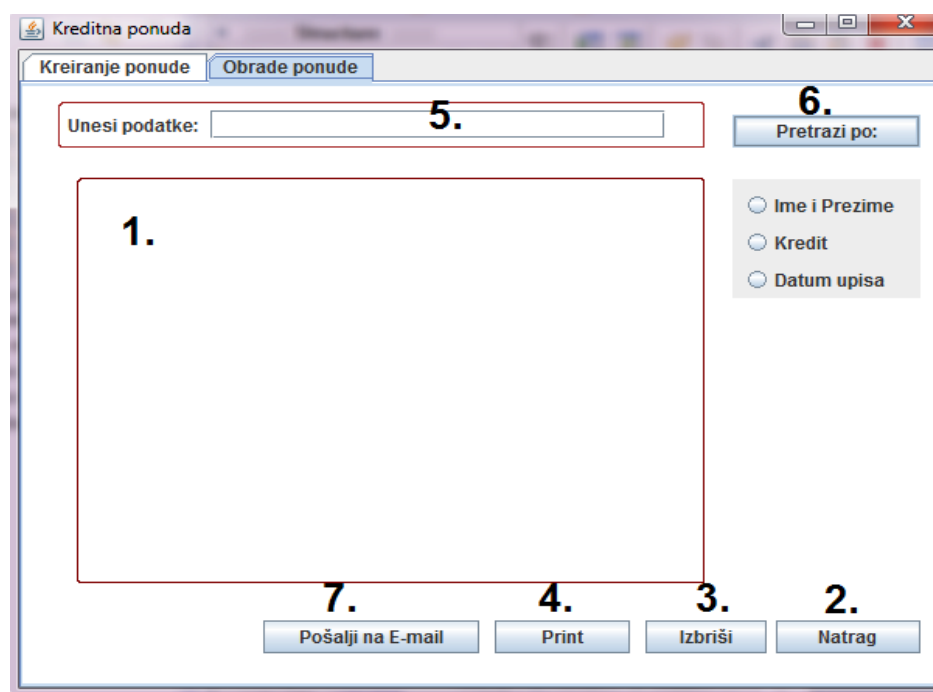 Kreditna ponuda
Kreiranje ponude Obrade ponude
6.
Unesi podatke: 5. Pretrazi po:
1.
Ime i Prezime
Kredit
Datum upisa
7. 4. 3. 2.
Pošalji na E-mail Print Izbriši Natrag